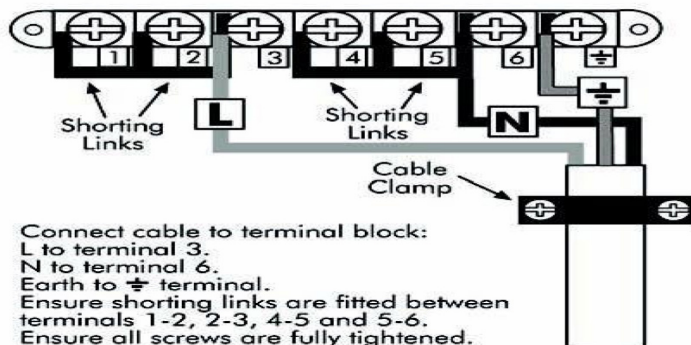 1 2 3 4 5 6 ⏚
Shorting Links
L
Shorting Links
N
⏚
Cable Clamp
Connect cable to terminal block:
L to terminal 3.
N to terminal 6.
Earth to ⏚ terminal.
Ensure shorting links are fitted between
terminals 1-2, 2-3, 4-5 and 5-6.
Ensure all screws are fully tightened.